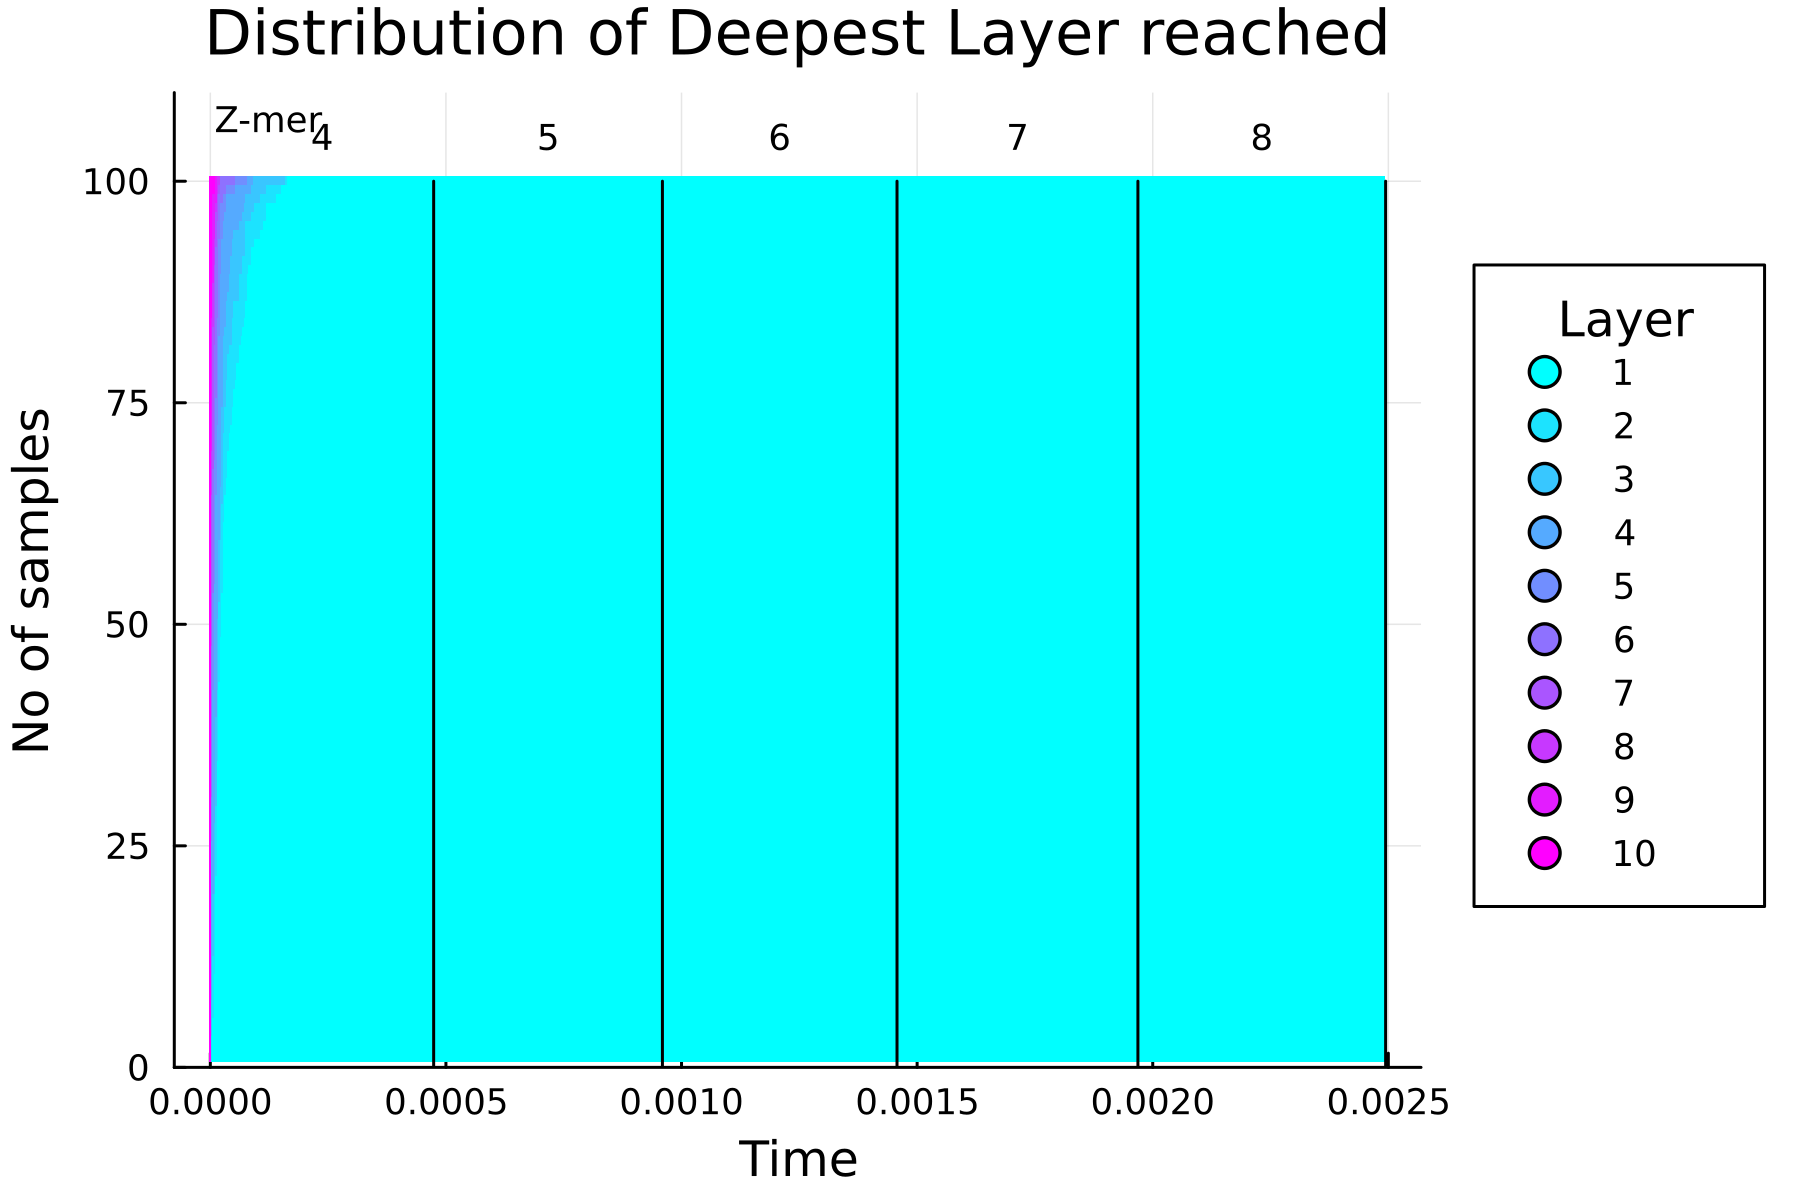 Distribution of Deepest Layer reached
Z-mer 4 5 6 7 8
100
75
50
25
0
No of samples
0.0000 0.0005 0.0010 0.0015 0.0020 0.0025
Time
Layer
1
2
3
4
5
6
7
8
9
10